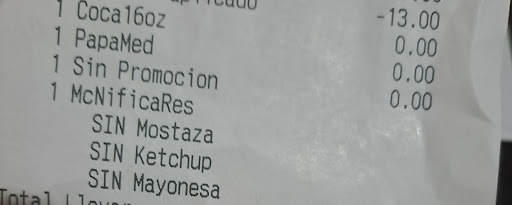 1 Coca16oz -13.00
1 PapaMed 0.00
1 Sin Promocion 0.00
1 McNificaRes 0.00
SIN Mostaza
SIN Ketchup
SIN Mayonesa
Total